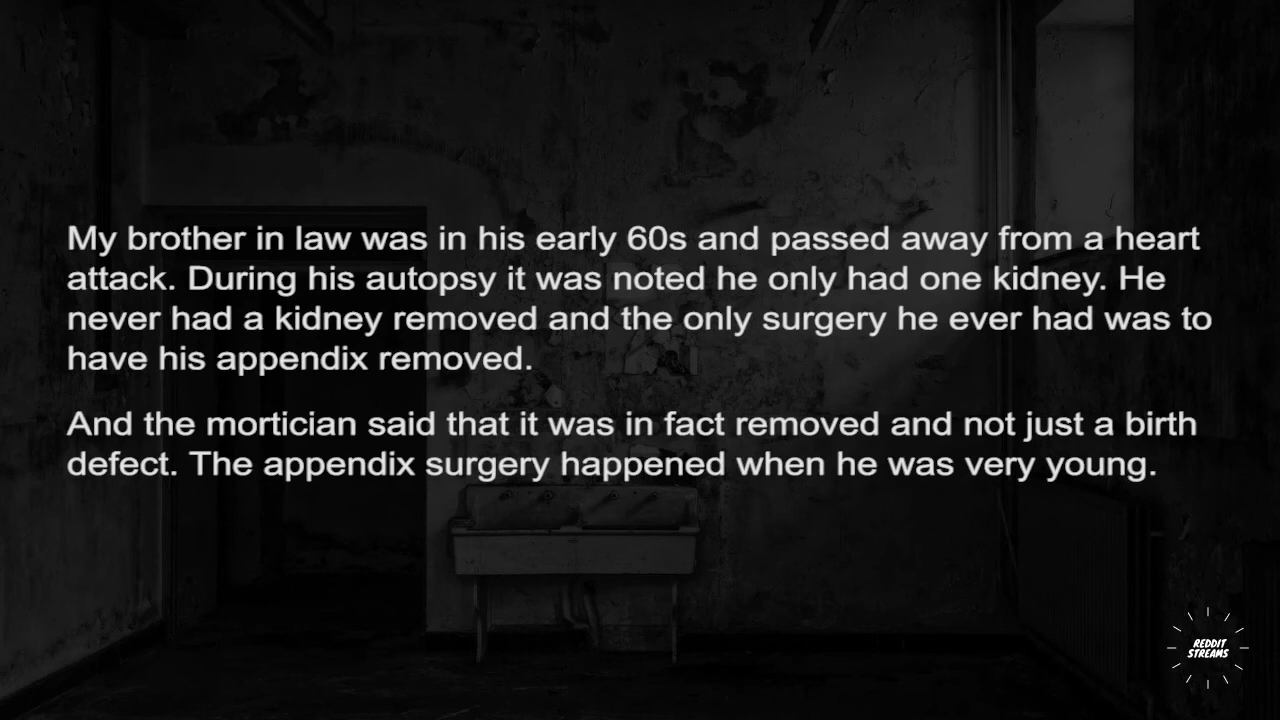 My brother in law was in his early 60s and passed away from a heart
attack. During his autopsy it was noted he only had one kidney. He
never had a kidney removed and the only surgery he ever had was to
have his appendix removed.
And the mortician said that it was in fact removed and not just a birth
defect. The appendix surgery happened when he was very young.
REDDIT
STREAMS